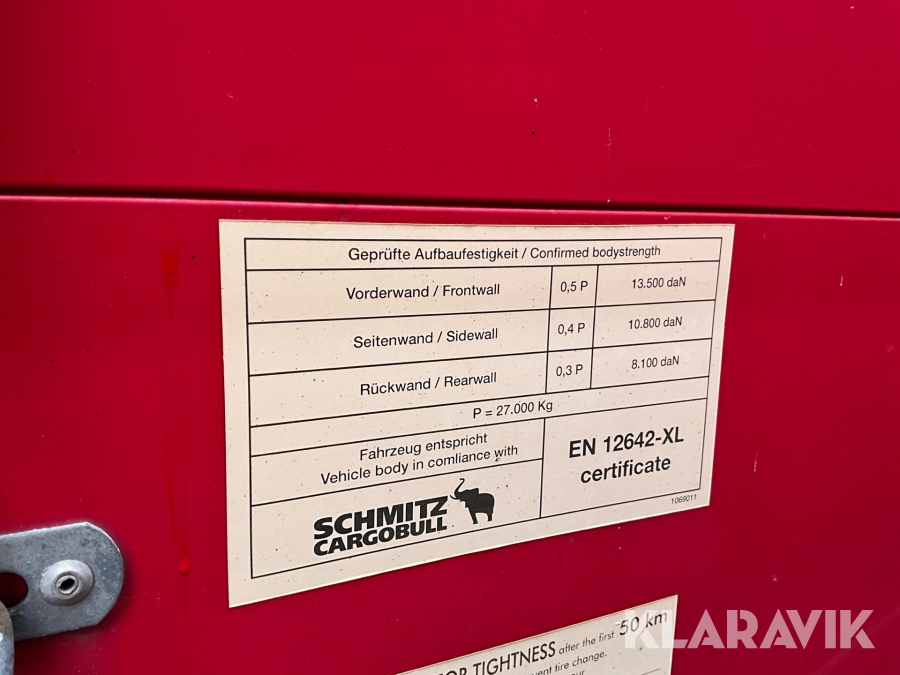 Geprüfte Aufbaufestigkeit / Confirmed bodystrength
Vorderwand / Frontwall 0,5 P 13.500 daN
Seitenwand / Sidewall 0,4 P 10.800 daN
Rückwand / Rearwall 0,3 P 8.100 daN
P = 27.000 Kg
Fahrzeug entspricht
Vehicle body in comliance with
EN 12642-XL
certificate
SCHMITZ
CARGOBULL
1069011
TIGHTNESS after the first 50 km
tire change.
KLARAVIK